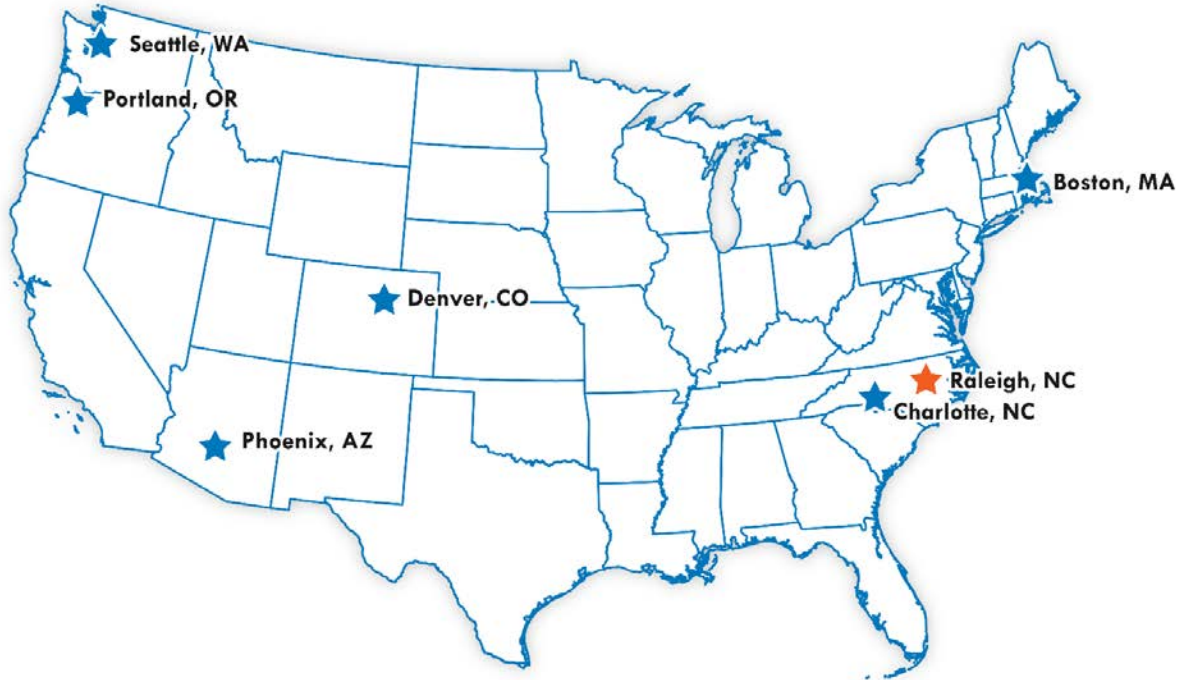 Seattle, WA
Portland, OR
Boston, MA
Denver, CO
Raleigh, NC
Charlotte, NC
Phoenix, AZ